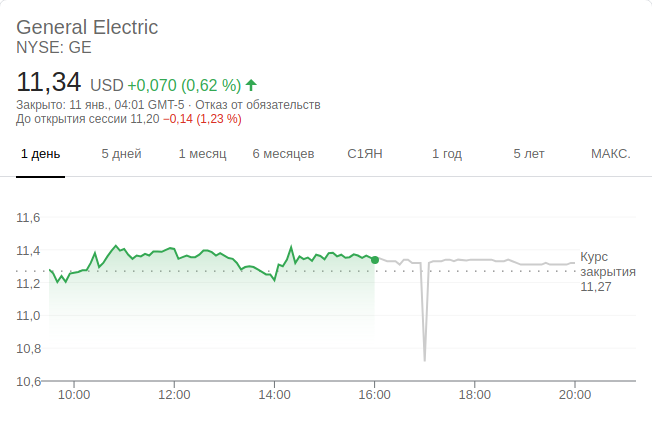 General Electric
NYSE: GE
11,34 USD +0,070 (0,62 %)
Закрыто: 11 янв., 04:01 GMT-5 · Отказ от обязательств
До открытия сессии 11,20 −0,14 (1,23 %)
1 день 5 дней 1 месяц 6 месяцев С1ЯН 1 год 5 лет МАКС.
11,6
11,4
11,2
11,0
10,8
10,6
Курс
закрытия
11,27
10:00 12:00 14:00 16:00 18:00 20:00